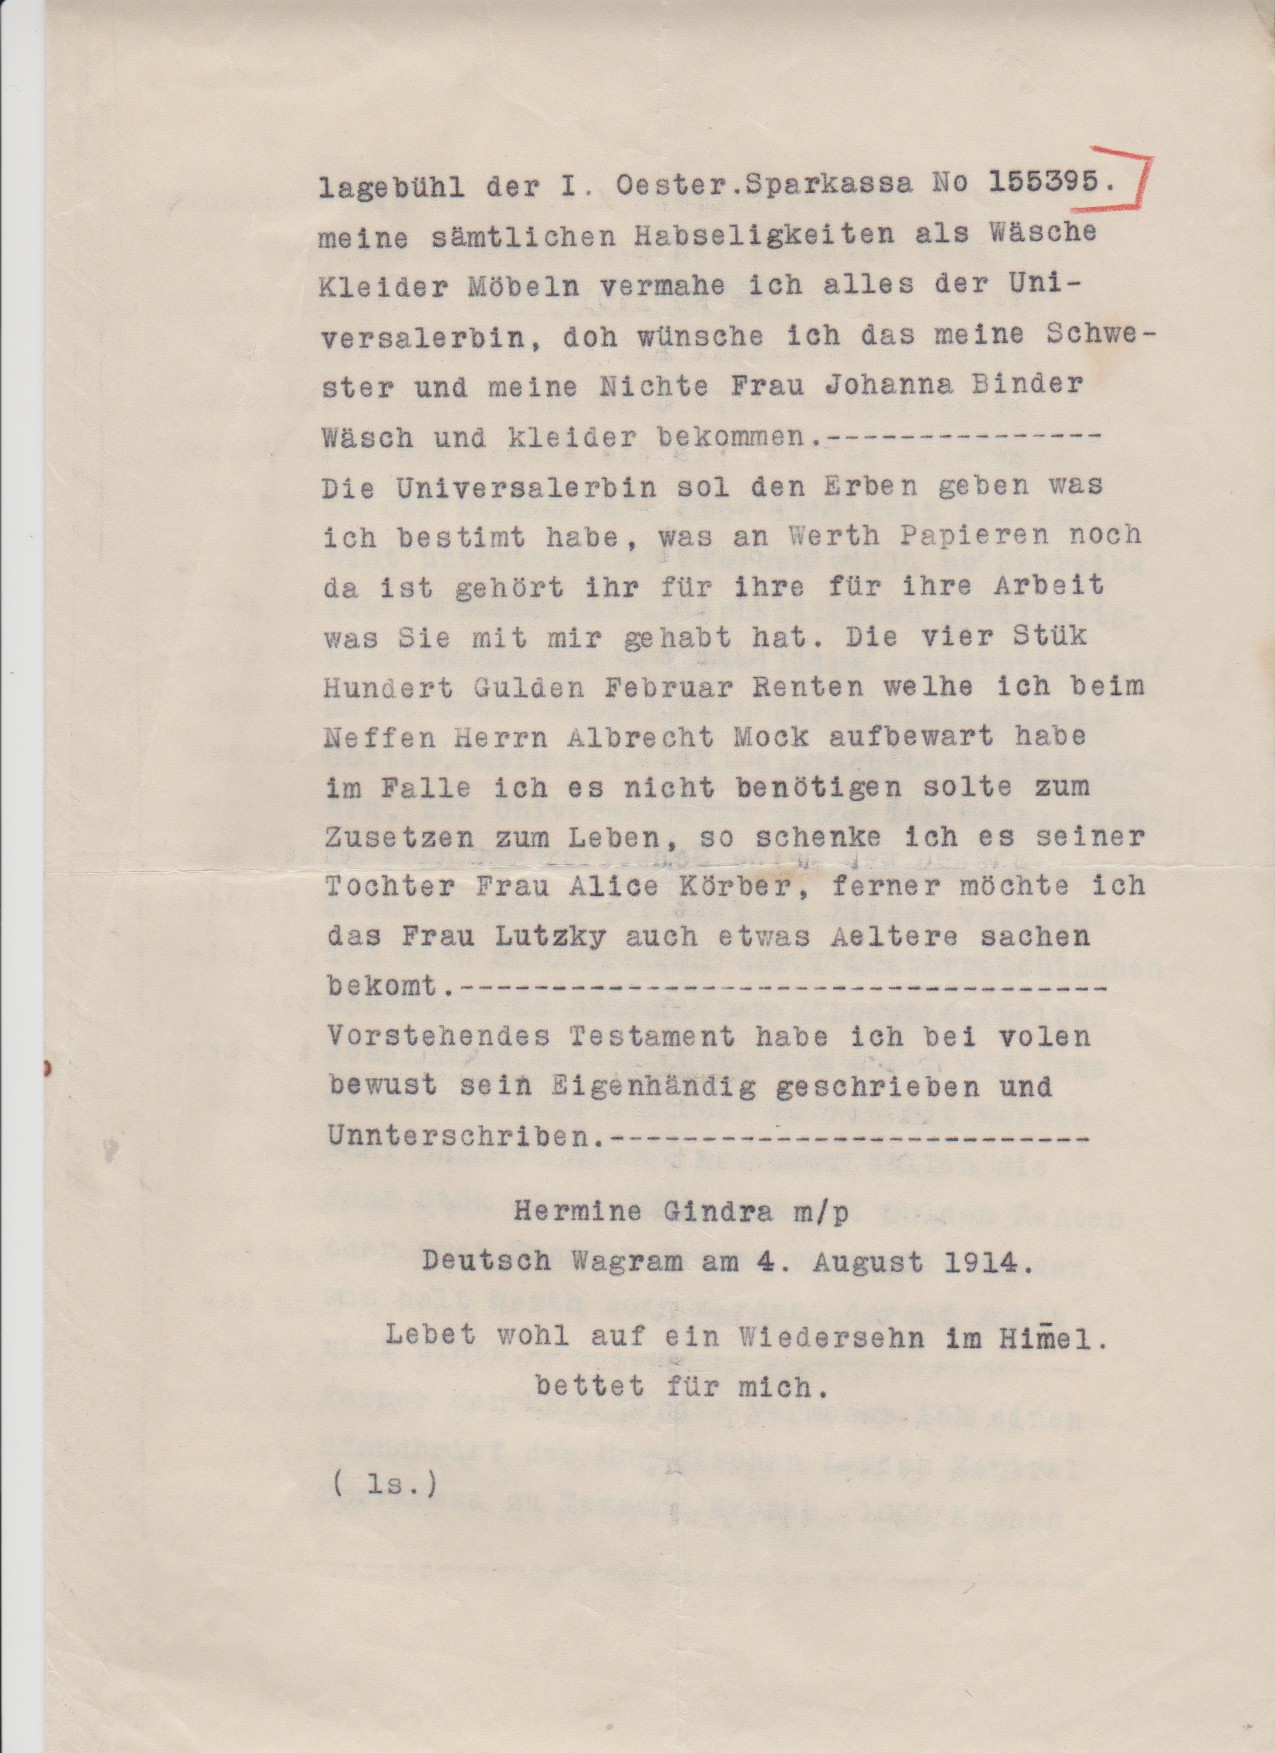 lagebühl der I. Oester.Sparkassa No 155395.
meine sämtlichen Habseligkeiten als Wäsche
Kleider Möbeln vermahe ich alles der Uni-
versalerbin, doh wünsche ich das meine Schwe-
ster und meine Nichte Frau Johanna Binder
Wäsch und kleider bekommen.---------------
Die Universalerbin sol den Erben geben was
ich bestimt habe, was an Werth Papieren noch
da ist gehört ihr für ihre für ihre Arbeit
was Sie mit mir gehabt hat. Die vier Stük
Hundert Gulden Februar Renten welhe ich beim
Neffen Herrn Albrecht Mock aufbewart habe
im Falle ich es nicht benötigen solte zum
Zusetzen zum Leben, so schenke ich es seiner
Tochter Frau Alice Körber, ferner möchte ich
das Frau Lutzky auch etwas Aeltere sachen
bekomt.-----------------------------------
Vorstehendes Testament habe ich bei volen
bewust sein Eigenhändig geschrieben und
Unnterschriben.--------------------------
Hermine Gindra m/p
Deutsch Wagram am 4. August 1914.
Lebet wohl auf ein Wiedersehn im Him̅el.
bettet für mich.
( ls.)